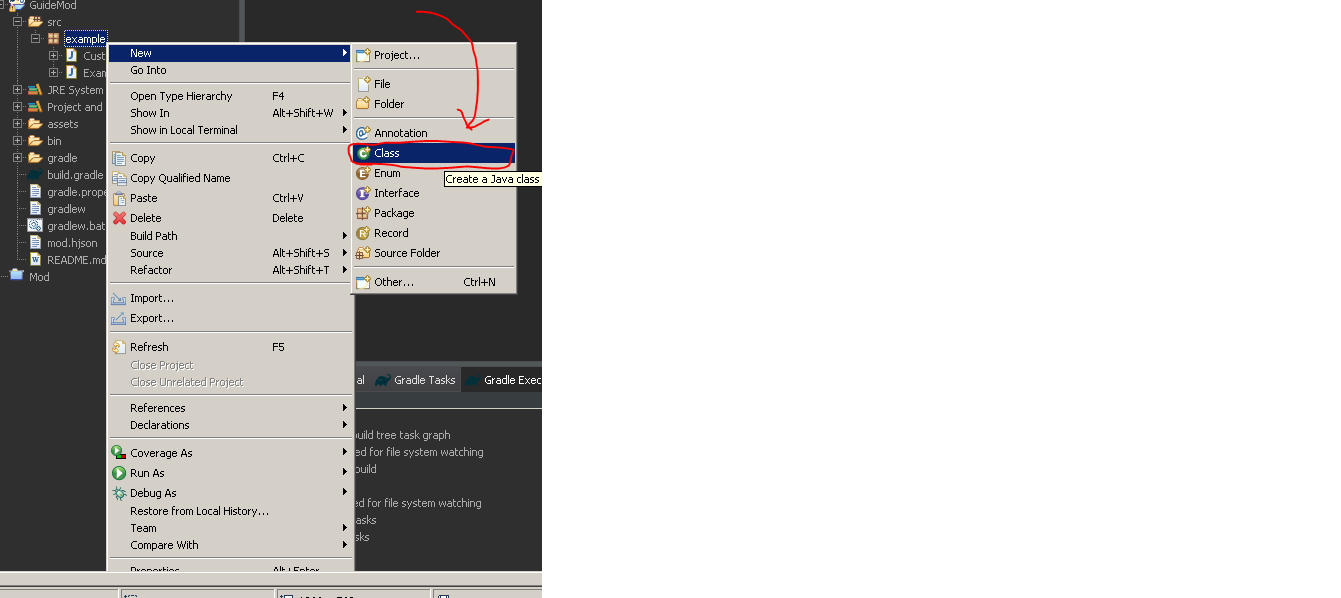 GuideMod
src
example
Cust
Exam
JRE System
Project and
assets
bin
gradle
build.gradle
gradle.prope
gradlew
gradlew.bat
mod.hjson
README.md
Mod
New
Go Into
Open Type Hierarchy F4
Show In Alt+Shift+W
Show in Local Terminal
Copy Ctrl+C
Copy Qualified Name
Paste Ctrl+V
Delete Delete
Build Path
Source Alt+Shift+S
Refactor Alt+Shift+T
Import...
Export...
Refresh F5
Close Project
Close Unrelated Project
References
Declarations
Coverage As
Run As
Debug As
Restore from Local History...
Team
Compare With
Properties Alt+Enter
Project...
File
Folder
Annotation
Class
Enum
Create a Java class
Interface
Package
Record
Source Folder
Other... Ctrl+N
al Gradle Tasks Gradle Exec
uild tree task graph
ed for file system watching
build
ed for file system watching
asks
sks